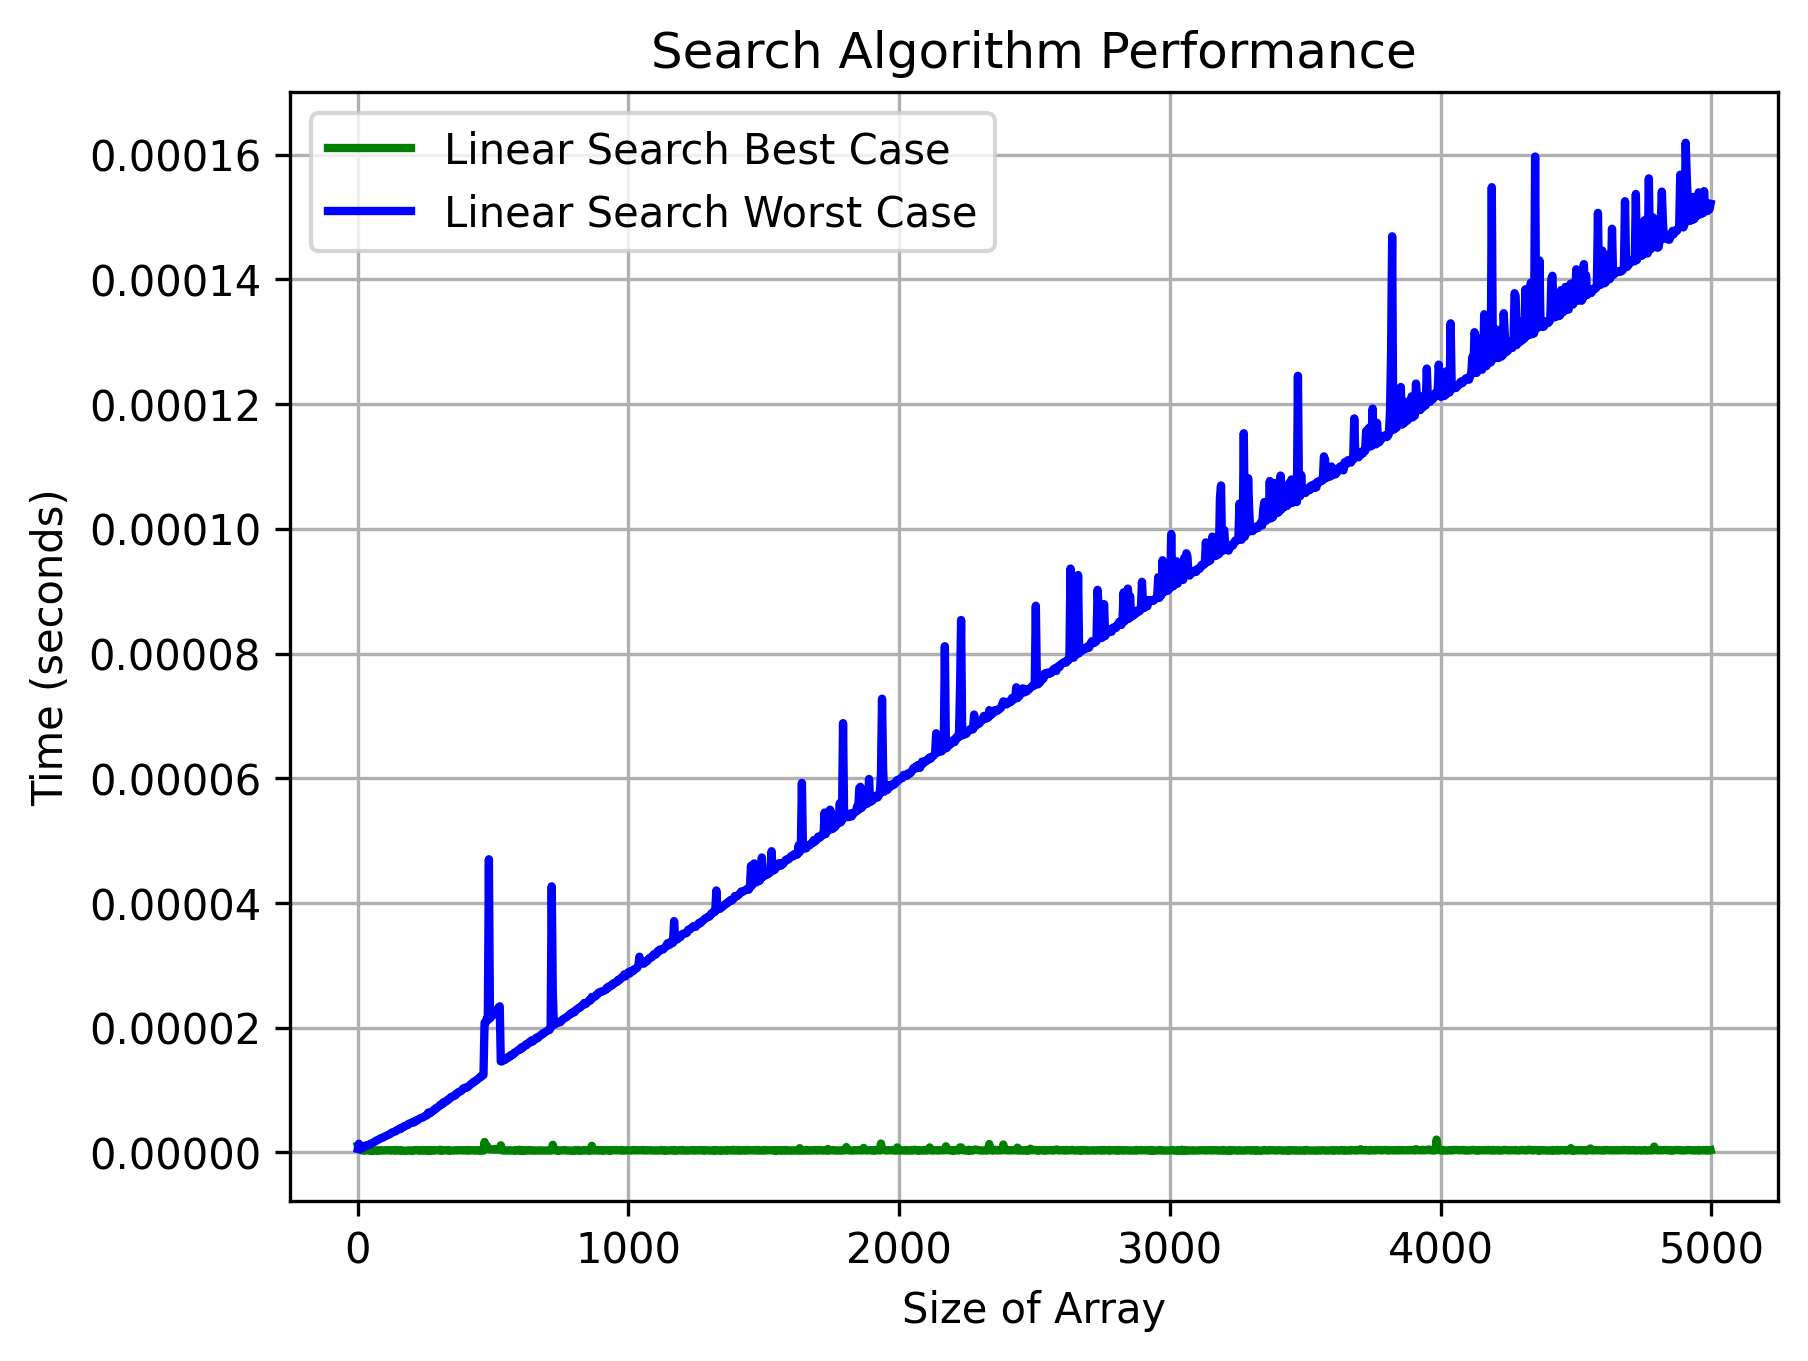 Search Algorithm Performance
Linear Search Best Case
Linear Search Worst Case
0.00016
0.00014
0.00012
0.00010
0.00008
0.00006
0.00004
0.00002
0.00000
Time (seconds)
0 1000 2000 3000 4000 5000
Size of Array